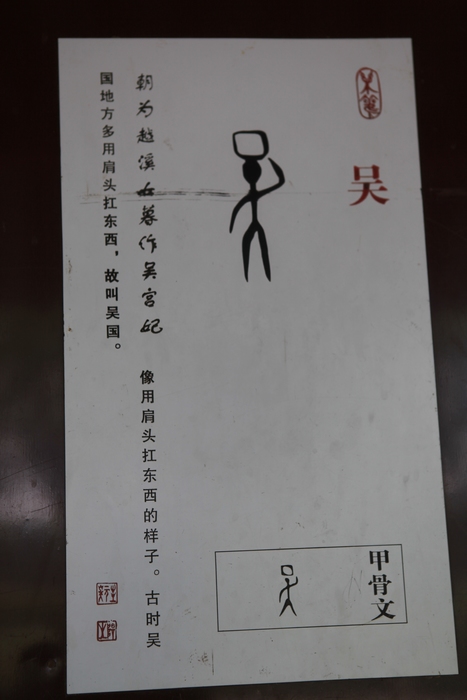 吴
朝为越溪女暮作吴宫妃 像用肩头扛东西的样子。古时吴
国地方多用肩头扛东西，故叫吴国。
甲骨文